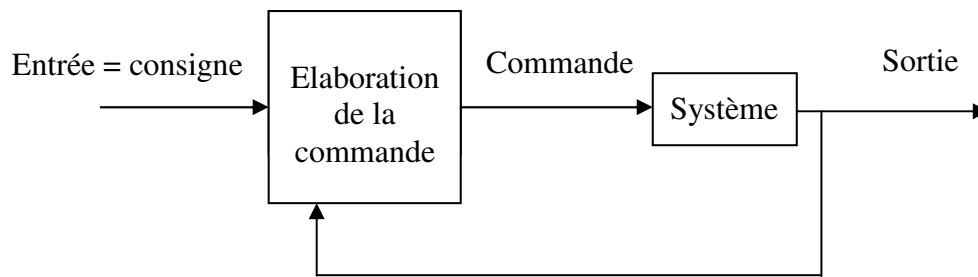 Entrée = consigne
Elaboration
de la
commande
Commande
Système
Sortie